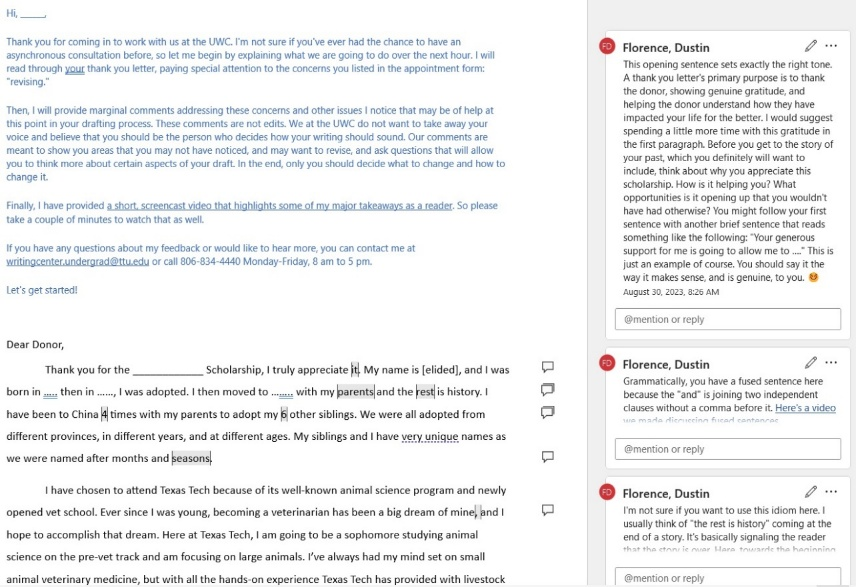 Hi, _____,
Thank you for coming in to work with us at the UWC. I'm not sure if you've ever had the chance to have an
asynchronous consultation before, so let me begin by explaining what we are going to do over the next hour. I will
read through your thank you letter, paying special attention to the concerns you listed in the appointment form:
"revising."
Then, I will provide marginal comments addressing these concerns and other issues I notice that may be of help at
this point in your drafting process. These comments are not edits. We at the UWC do not want to take away your
voice and believe that you should be the person who decides how your writing should sound. Our comments are
meant to show you areas that you may not have noticed, and may want to revise, and ask questions that will allow
you to think more about certain aspects of your draft. In the end, only you should decide what to change and how to
change it.
Finally, I have provided a short, screencast video that highlights some of my major takeaways as a reader. So please
take a couple of minutes to watch that as well.
If you have any questions about my feedback or would like to hear more, you can contact me at
writingcenter.undergrad@ttu.edu or call 806-834-4440 Monday-Friday, 8 am to 5 pm.
Let's get started!
Dear Donor,
Thank you for the ____________ Scholarship, I truly appreciate it. My name is [elided], and I was
born in ..... then in ......, I was adopted. I then moved to ........ with my parents and the rest is history. I
have been to China 4 times with my parents to adopt my 6 other siblings. We were all adopted from
different provinces, in different years, and at different ages. My siblings and I have very unique names as
we were named after months and seasons.
I have chosen to attend Texas Tech because of its well-known animal science program and newly
opened vet school. Ever since I was young, becoming a veterinarian has been a big dream of mine, and I
hope to accomplish that dream. Here at Texas Tech, I am going to be a sophomore studying animal
science on the pre-vet track and am focusing on large animals. I've always had my mind set on small
animal veterinary medicine, but with all the hands-on experience Texas Tech has provided with livestock
FD Florence, Dustin
This opening sentence sets exactly the right tone.
A thank you letter's primary purpose is to thank
the donor, showing genuine gratitude, and
helping the donor understand how they have
impacted your life for the better. I would suggest
spending a little more time with this gratitude in
the first paragraph. Before you get to the story of
your past, which you definitely will want to
include, think about why you appreciate this
scholarship. How is it helping you? What
opportunities is it opening up that you wouldn't
have had otherwise? You might follow your first
sentence with another brief sentence that reads
something like the following: "Your generous
support for me is going to allow me to ...." This is
just an example of course. You should say it the
way it makes sense, and is genuine, to you. 😊
August 30, 2023, 8:26 AM
@mention or reply
FD Florence, Dustin
Grammatically, you have a fused sentence here
because the "and" is joining two independent
clauses without a comma before it. Here's a video
we made discussing fused sentences
@mention or reply
FD Florence, Dustin
I'm not sure if you want to use this idiom here. I
usually think of "the rest is history" coming at the
end of a story. It's basically signaling the reader
that the story is over. Here, towards the beginning
@mention or reply